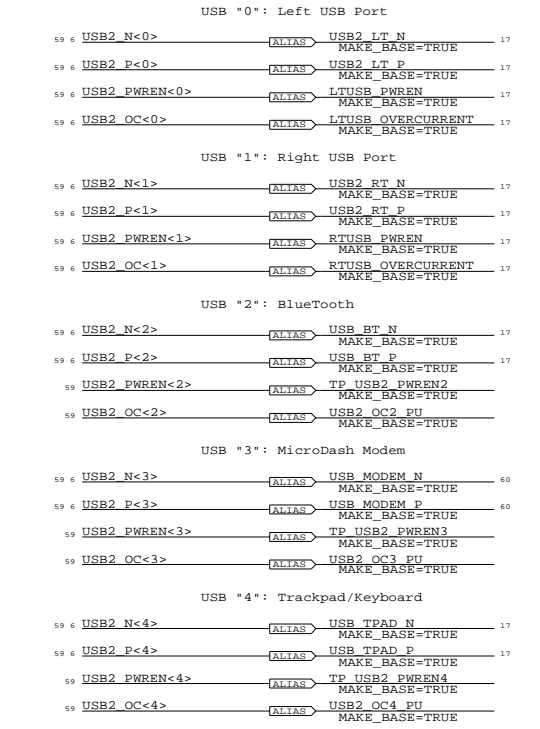 USB "0": Left USB Port
59 6 USB2_N<0> ALIAS USB2_LT_N 17
MAKE_BASE=TRUE
59 6 USB2_P<0> ALIAS USB2_LT_P 17
MAKE_BASE=TRUE
59 6 USB2_PWREN<0> ALIAS LTUSB_PWREN 17
MAKE_BASE=TRUE
59 6 USB2_OC<0> ALIAS LTUSB_OVERCURRENT 17
MAKE_BASE=TRUE
USB "1": Right USB Port
59 6 USB2_N<1> ALIAS USB2_RT_N 17
MAKE_BASE=TRUE
59 6 USB2_P<1> ALIAS USB2_RT_P 17
MAKE_BASE=TRUE
59 6 USB2_PWREN<1> ALIAS RTUSB_PWREN 17
MAKE_BASE=TRUE
59 6 USB2_OC<1> ALIAS RTUSB_OVERCURRENT 17
MAKE_BASE=TRUE
USB "2": BlueTooth
59 6 USB2_N<2> ALIAS USB_BT_N 17
MAKE_BASE=TRUE
59 6 USB2_P<2> ALIAS USB_BT_P 17
MAKE_BASE=TRUE
59 USB2_PWREN<2> ALIAS TP_USB2_PWREN2
MAKE_BASE=TRUE
59 USB2_OC<2> ALIAS USB2_OC2_PU
MAKE_BASE=TRUE
USB "3": MicroDash Modem
59 6 USB2_N<3> ALIAS USB_MODEM_N 60
MAKE_BASE=TRUE
59 6 USB2_P<3> ALIAS USB_MODEM_P 60
MAKE_BASE=TRUE
59 USB2_PWREN<3> ALIAS TP_USB2_PWREN3
MAKE_BASE=TRUE
59 USB2_OC<3> ALIAS USB2_OC3_PU
MAKE_BASE=TRUE
USB "4": Trackpad/Keyboard
59 6 USB2_N<4> ALIAS USB_TPAD_N 17
MAKE_BASE=TRUE
59 6 USB2_P<4> ALIAS USB_TPAD_P 17
MAKE_BASE=TRUE
59 USB2_PWREN<4> ALIAS TP_USB2_PWREN4
MAKE_BASE=TRUE
59 USB2_OC<4> ALIAS USB2_OC4_PU
MAKE_BASE=TRUE